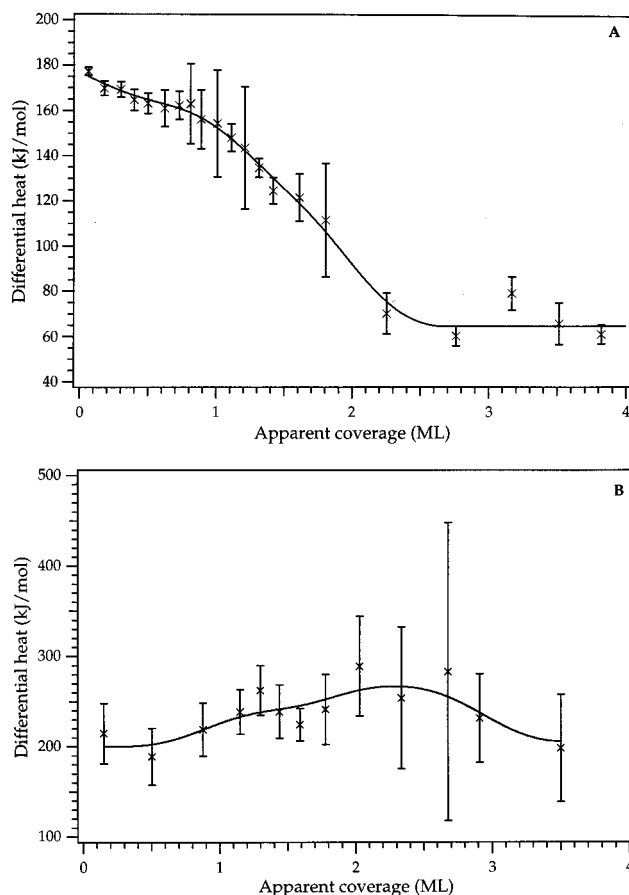 200
A
180
160
140
120
100
80
60
40
Differential heat (kJ/mol)
0 1 2 3 4
Apparent coverage (ML)
500
B
400
300
200
100
Differential heat (kJ/mol)
0 1 2 3 4
Apparent coverage (ML)